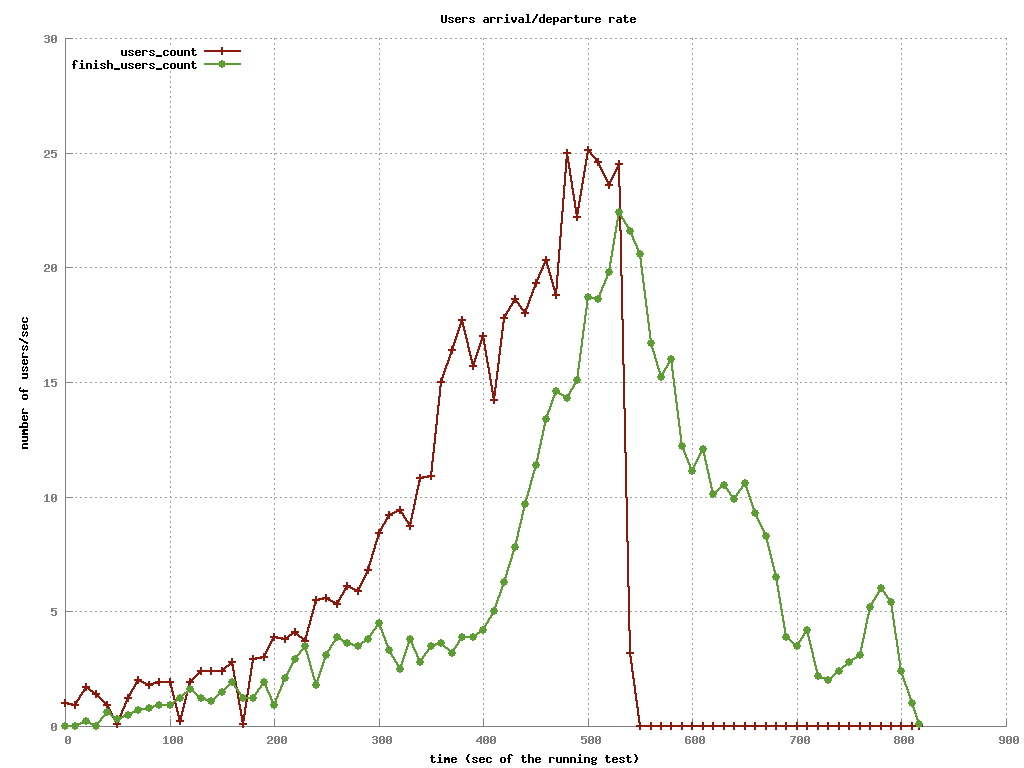 Users arrival/departure rate
users_count
finish_users_count
30
25
20
15
10
5
0
number of users/sec
0 100 200 300 400 500 600 700 800 900
time (sec of the running test)